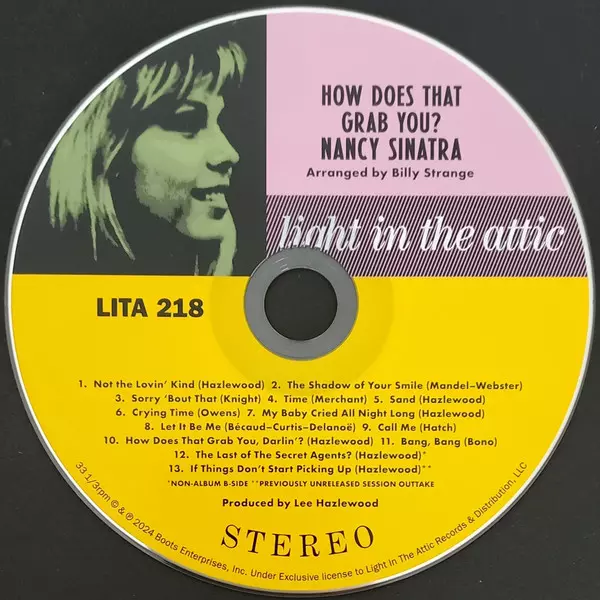 HOW DOES THAT
GRAB YOU?
NANCY SINATRA
Arranged by Billy Strange
light in the attic
LITA 218
1. Not the Lovin' Kind (Hazlewood) 2. The Shadow of Your Smile (Mandel–Webster)
3. Sorry 'Bout That (Knight) 4. Time (Merchant) 5. Sand (Hazlewood)
6. Crying Time (Owens) 7. My Baby Cried All Night Long (Hazlewood)
8. Let It Be Me (Bécaud–Curtis–Delanoë) 9. Call Me (Hatch)
10. How Does That Grab You, Darlin'? (Hazlewood) 11. Bang, Bang (Bono)
12. The Last of The Secret Agents? (Hazlewood)*
13. If Things Don't Start Picking Up (Hazlewood)**
*NON-ALBUM B-SIDE **PREVIOUSLY UNRELEASED SESSION OUTTAKE
Produced by Lee Hazlewood
STEREO
33 1/3rpm © & ℗ 2024 Boots Enterprises, Inc. Under Exclusive license to Light In The Attic Records & Distribution, LLC